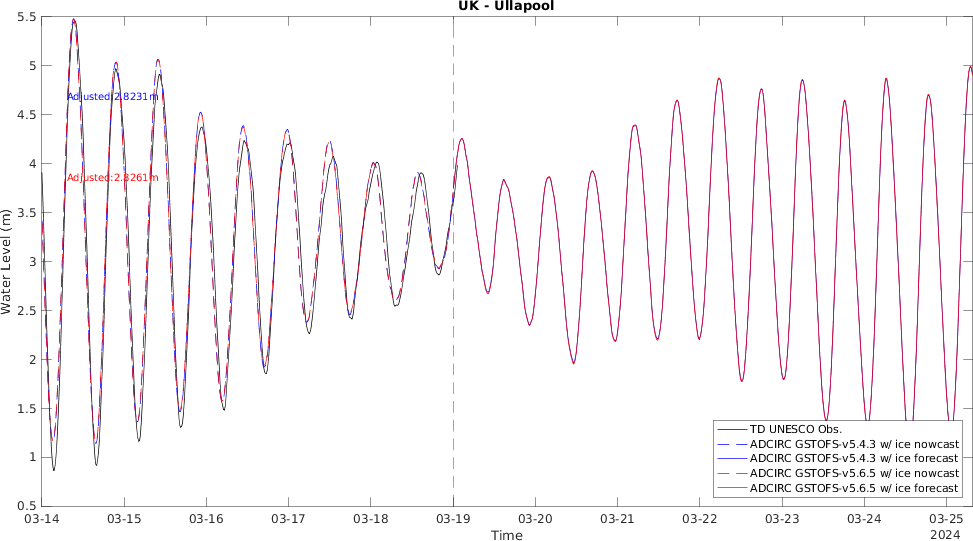 UK - Ullapool
5.5
5
4.5
4
3.5
3
2.5
2
1.5
1
0.5
Water Level (m)
Adjusted:2.8231m
Adjusted:2.8261m
TD UNESCO Obs.
ADCIRC GSTOFS-v5.4.3 w/ ice nowcast
ADCIRC GSTOFS-v5.4.3 w/ ice forecast
ADCIRC GSTOFS-v5.6.5 w/ ice nowcast
ADCIRC GSTOFS-v5.6.5 w/ ice forecast
03-14 03-15 03-16 03-17 03-18 03-19 03-20 03-21 03-22 03-23 03-24 03-25
Time
2024